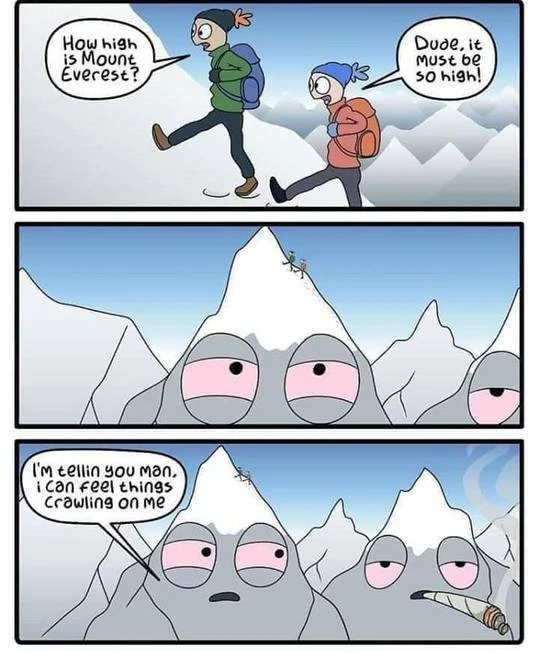 How high
is Mount
Everest?
Dude, it
must be
so high!
I'm tellin you man,
i can feel things
crawling on me